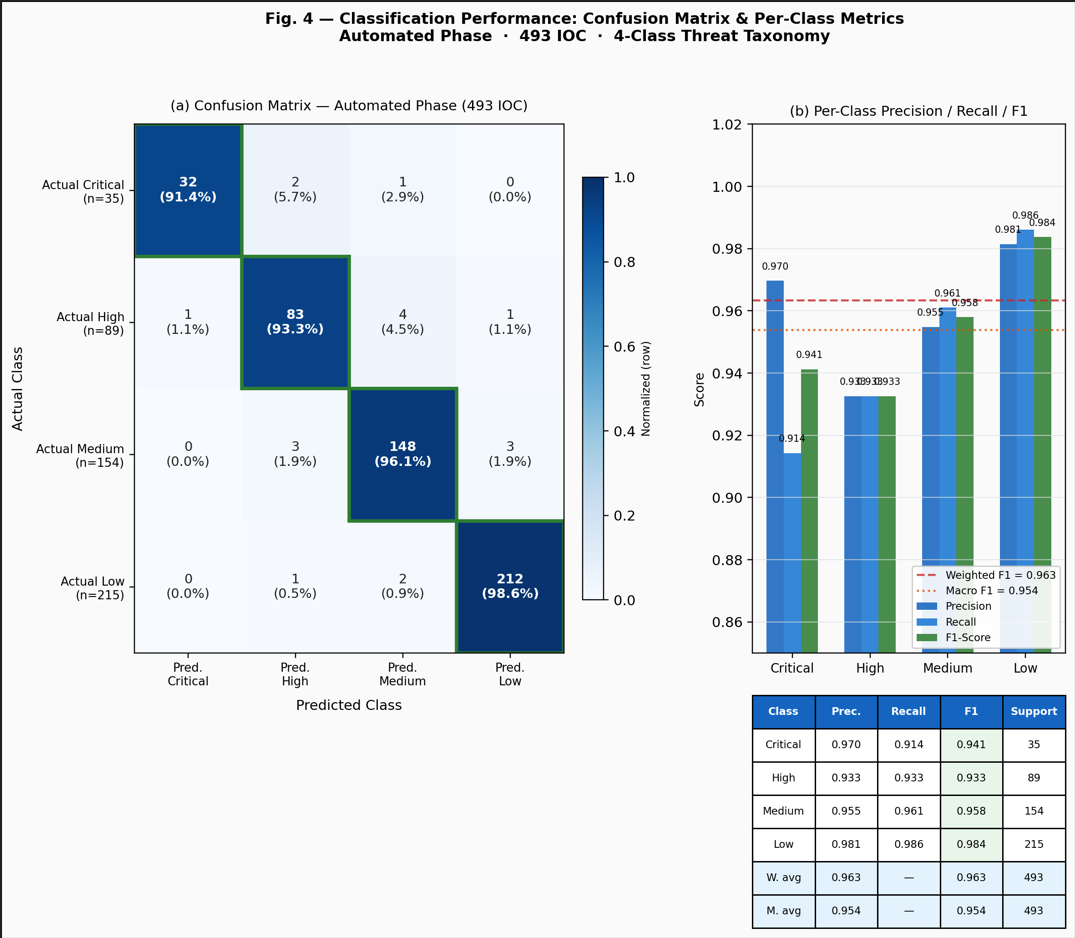 Fig. 4 — Classification Performance: Confusion Matrix & Per-Class Metrics
Automated Phase · 493 IOC · 4-Class Threat Taxonomy
(a) Confusion Matrix — Automated Phase (493 IOC)
Actual Class
Actual Critical
(n=35)
32
(91.4%)
2
(5.7%)
1
(2.9%)
0
(0.0%)
Actual High
(n=89)
1
(1.1%)
83
(93.3%)
4
(4.5%)
1
(1.1%)
Actual Medium
(n=154)
0
(0.0%)
3
(1.9%)
148
(96.1%)
3
(1.9%)
Actual Low
(n=215)
0
(0.0%)
1
(0.5%)
2
(0.9%)
212
(98.6%)
Pred.
Critical
Pred.
High
Pred.
Medium
Pred.
Low
Predicted Class
1.0
0.8
0.6
0.4
0.2
0.0
Normalized (row)
(b) Per-Class Precision / Recall / F1
Score
1.02
1.00
0.98
0.96
0.94
0.92
0.90
0.88
0.86
0.970
0.914
0.941
0.933
0.933
0.933
0.955
0.961
0.958
0.981
0.986
0.984
Weighted F1 = 0.963
Macro F1 = 0.954
Precision
Recall
F1-Score
Critical High Medium Low
Class Prec. Recall F1 Support
Critical 0.970 0.914 0.941 35
High 0.933 0.933 0.933 89
Medium 0.955 0.961 0.958 154
Low 0.981 0.986 0.984 215
W. avg 0.963 — 0.963 493
M. avg 0.954 — 0.954 493